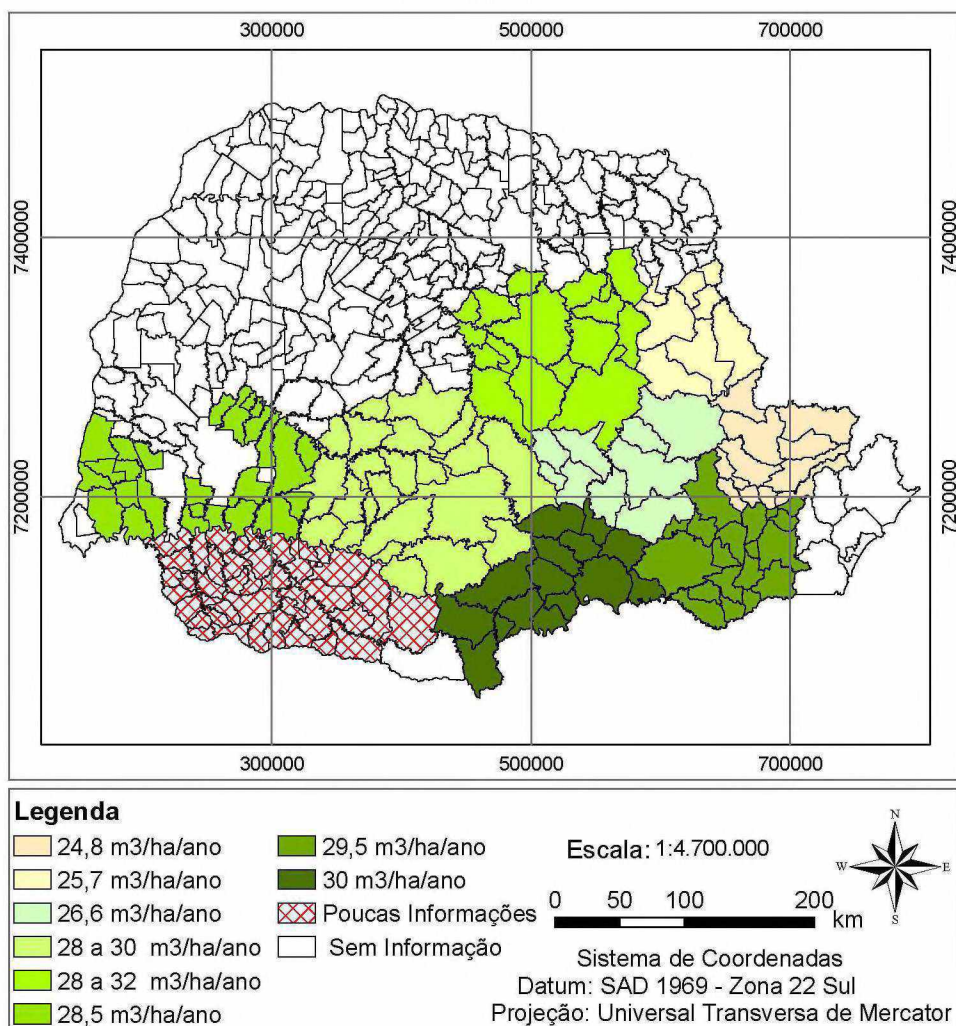 300000 500000 700000
7400000 7400000
7200000 7200000
300000 500000 700000
Legenda
24,8 m3/ha/ano
25,7 m3/ha/ano
26,6 m3/ha/ano
28 a 30 m3/ha/ano
28 a 32 m3/ha/ano
28,5 m3/ha/ano
29,5 m3/ha/ano
30 m3/ha/ano
Poucas Informações
Sem Informação
Escala: 1:4.700.000
0 50 100 200
km
N
W E
S
Sistema de Coordenadas
Datum: SAD 1969 - Zona 22 Sul
Projeção: Universal Transversa de Mercator